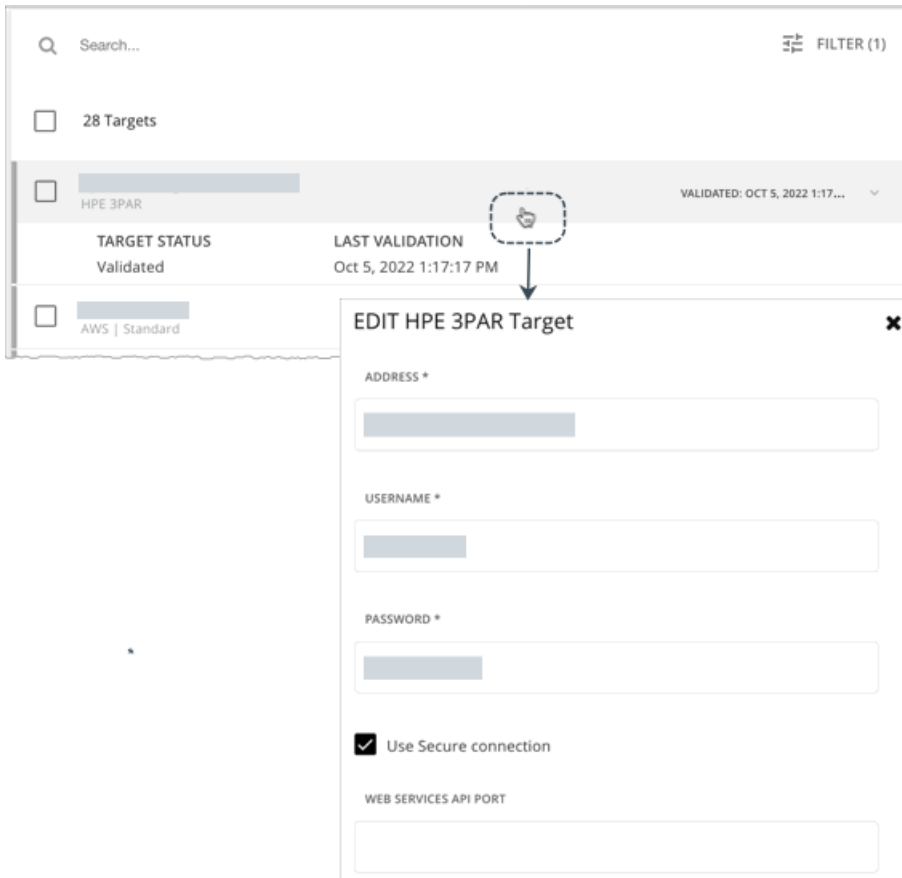 Search...
FILTER (1)
28 Targets
HPE 3PAR
VALIDATED: OCT 5, 2022 1:17...
TARGET STATUS
LAST VALIDATION
Validated
Oct 5, 2022 1:17:17 PM
AWS | Standard
EDIT HPE 3PAR Target
ADDRESS *
USERNAME *
PASSWORD *
Use Secure connection
WEB SERVICES API PORT